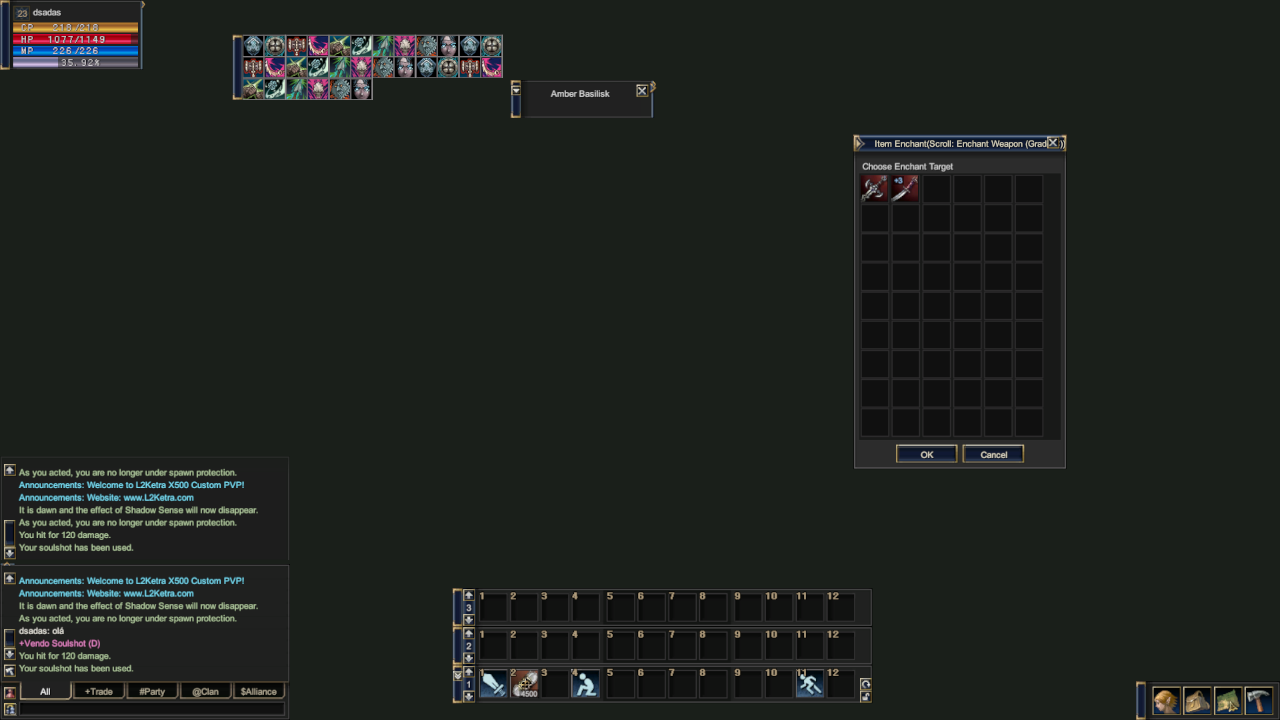 23 dsadas
CP 218/218
HP 1077/1149
MP 226/226
35.92%
Amber Basilisk
Item Enchant(Scroll: Enchant Weapon (Grad
Choose Enchant Target
+3
OK Cancel
As you acted, you are no longer under spawn protection.
Announcements: Welcome to L2Ketra X500 Custom PVP!
Announcements: Website: www.L2Ketra.com
It is dawn and the effect of Shadow Sense will now disappear.
As you acted, you are no longer under spawn protection.
You hit for 120 damage.
Your soulshot has been used.
Announcements: Welcome to L2Ketra X500 Custom PVP!
Announcements: Website: www.L2Ketra.com
It is dawn and the effect of Shadow Sense will now disappear.
As you acted, you are no longer under spawn protection.
dsadas: olá
+Vendo Soulshot (D)
You hit for 120 damage.
Your soulshot has been used.
All +Trade #Party @Clan $Alliance
3 1 2 3 4 5 6 7 8 9 10 11 12
2 1 2 3 4 5 6 7 8 9 10 11 12
1 1 2 3 4 5 6 7 8 9 10 11 12
4500